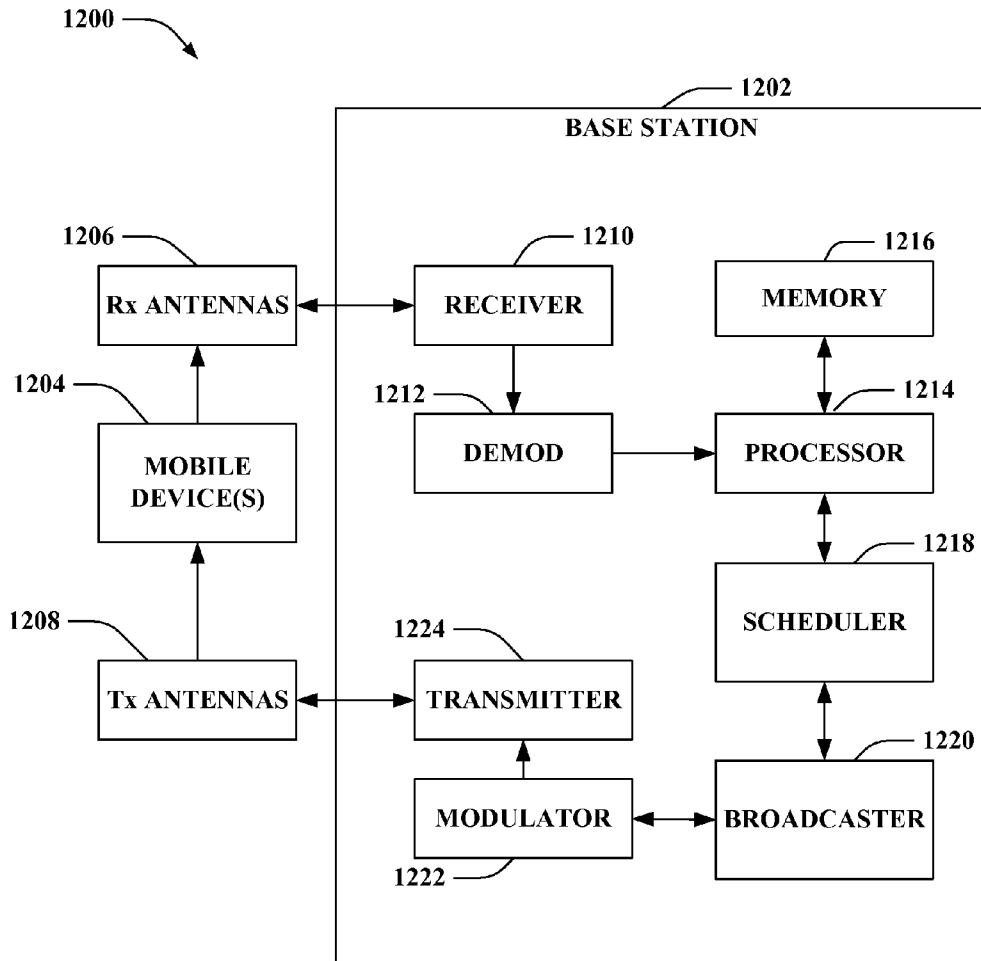 1200
1202
BASE STATION
1206
1210
1216
Rx ANTENNAS
RECEIVER
MEMORY
1204
1212
1214
MOBILE
DEVICE(S)
DEMOD
PROCESSOR
1218
SCHEDULER
1208
1224
Tx ANTENNAS
TRANSMITTER
1220
MODULATOR
BROADCASTER
1222